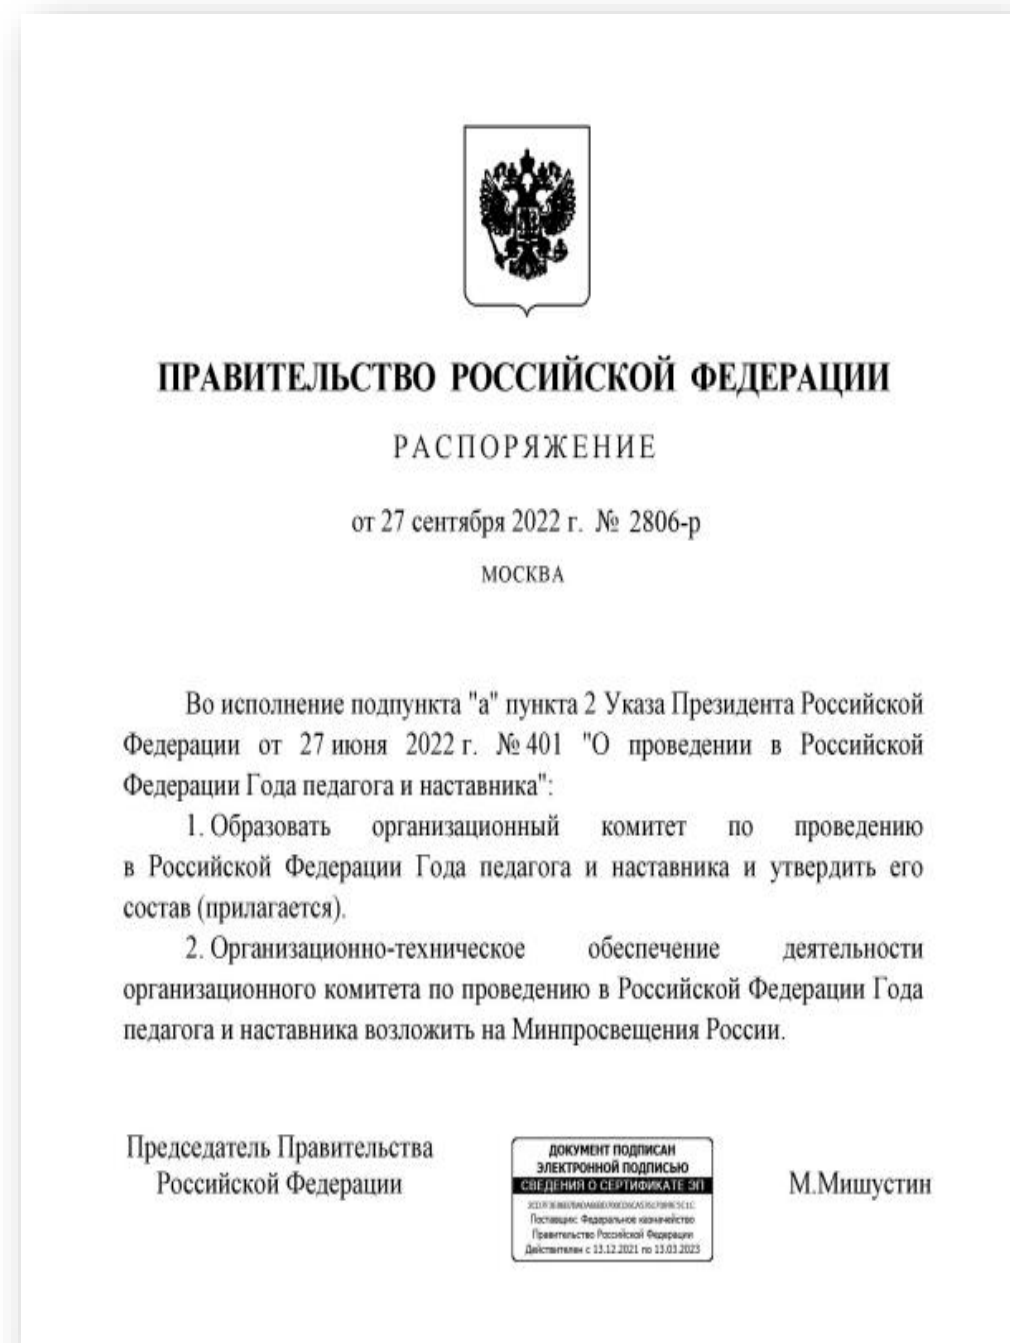 ПРАВИТЕЛЬСТВО РОССИЙСКОЙ ФЕДЕРАЦИИ
РАСПОРЯЖЕНИЕ
от 27 сентября 2022 г. № 2806-р
МОСКВА
Во исполнение подпункта "а" пункта 2 Указа Президента Российской
Федерации от 27 июня 2022 г. № 401 "О проведении в Российской
Федерации Года педагога и наставника":
1. Образовать организационный комитет по проведению
в Российской Федерации Года педагога и наставника и утвердить его
состав (прилагается).
2. Организационно-техническое обеспечение деятельности
организационного комитета по проведению в Российской Федерации Года
педагога и наставника возложить на Минпросвещения России.
Председатель Правительства
Российской Федерации
ДОКУМЕНТ ПОДПИСАН
ЭЛЕКТРОННОЙ ПОДПИСЬЮ
СВЕДЕНИЯ О СЕРТИФИКАТЕ ЭП
Поставщик: Федеральное казначейство
Правительство Российской Федерации
Действителен с 13.12.2021 по 13.03.2023
М.Мишустин